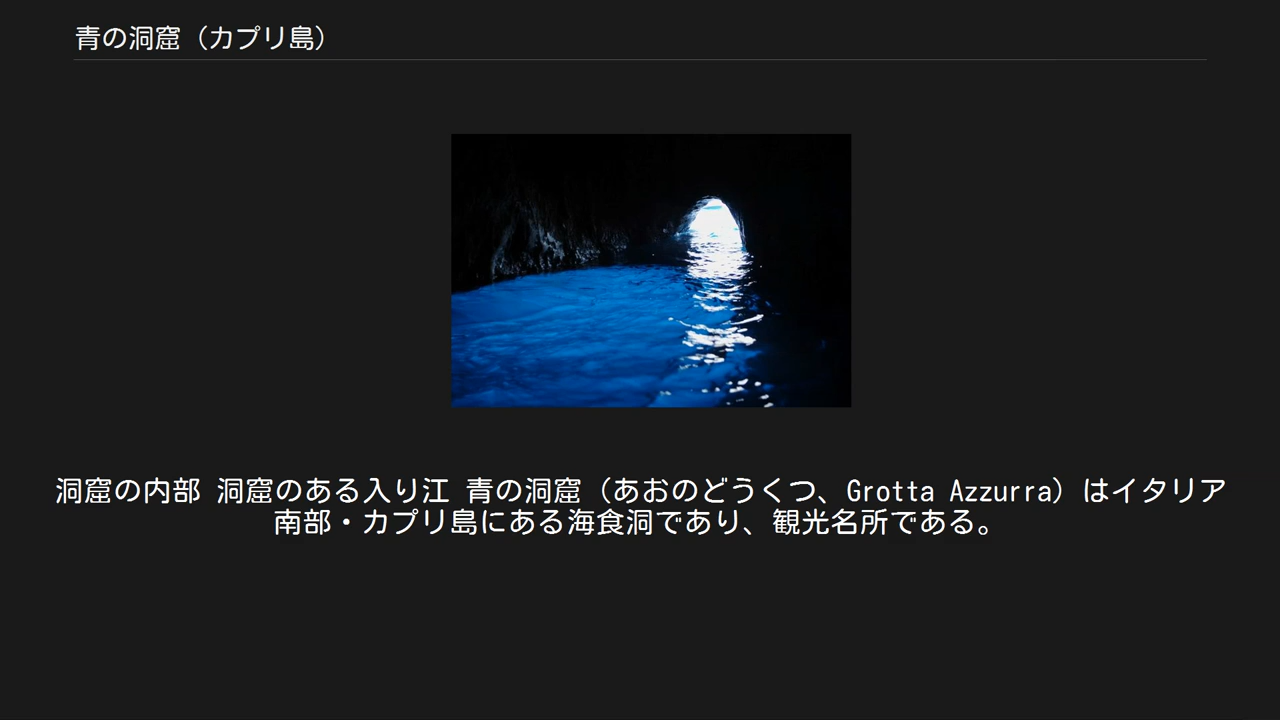 青の洞窟（カプリ島）
洞窟の内部 洞窟のある入り江 青の洞窟（あおのどうくつ、Grotta Azzurra）はイタリア
南部・カプリ島にある海食洞であり、観光名所である。